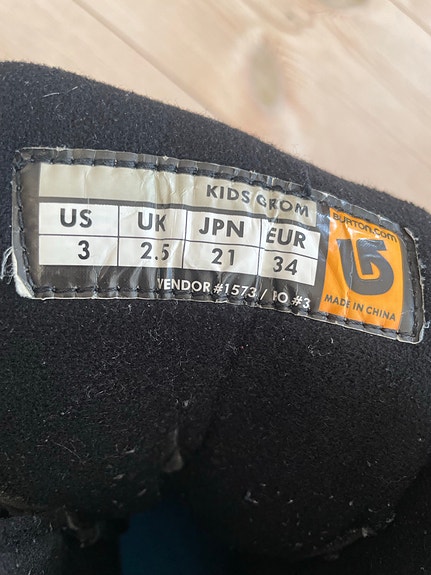 KIDS GROM
US UK JPN EUR
3 2.5 21 34
VENDOR #1573 / PO #3
BURTON.COM
MADE IN CHINA